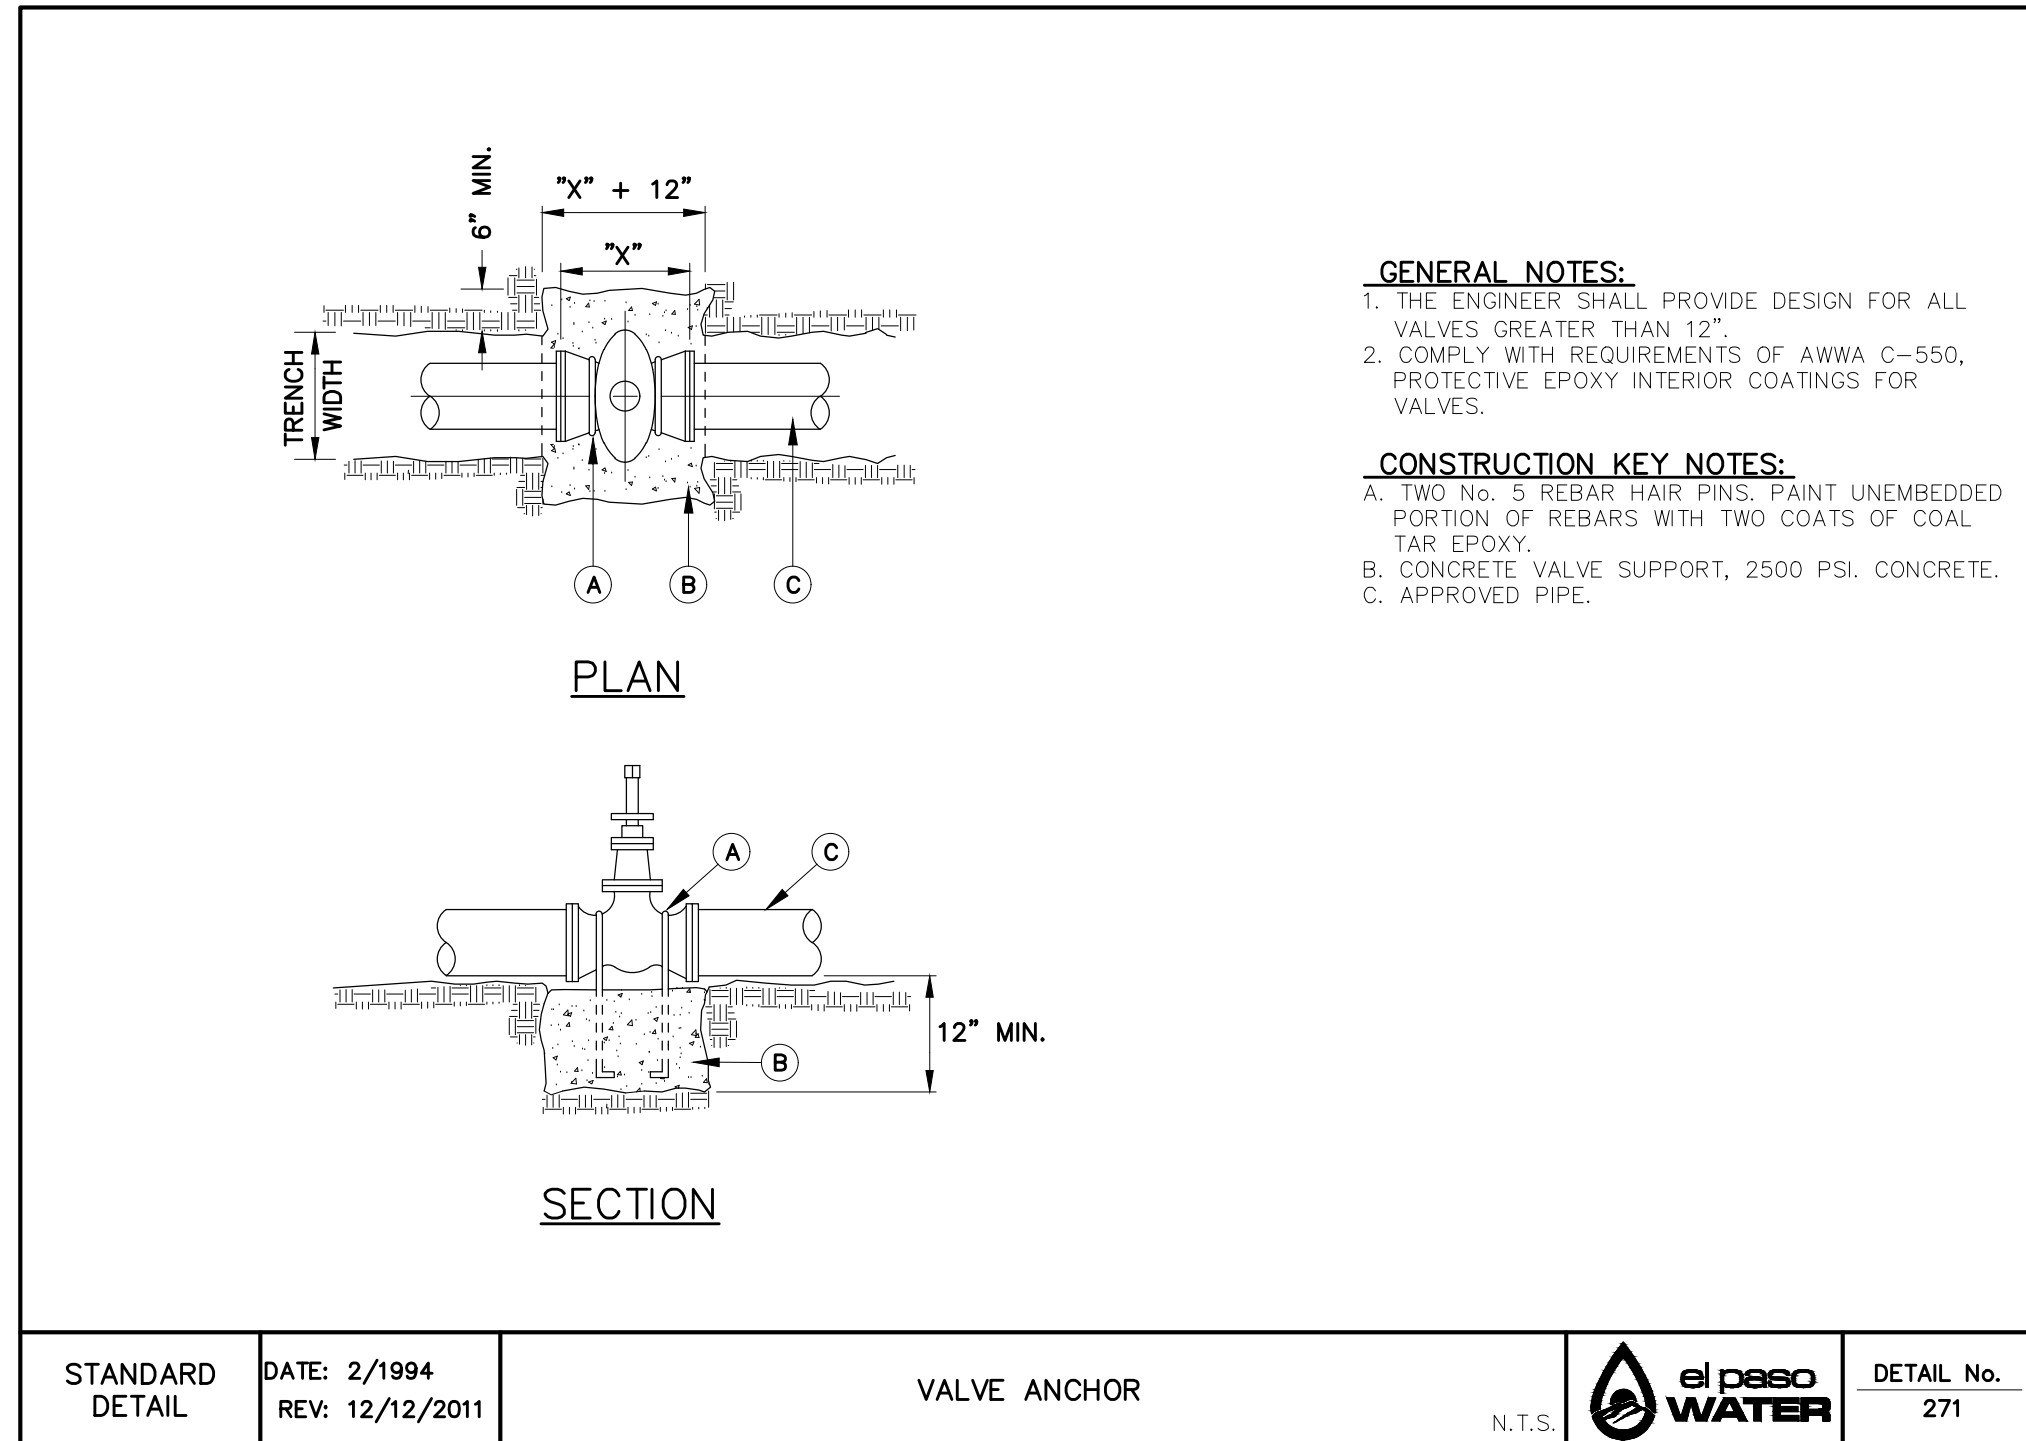 6" MIN.
"X" + 12"
"X"
TRENCH
WIDTH
A
B
C
PLAN
A
C
12" MIN.
B
SECTION
GENERAL NOTES:
1. THE ENGINEER SHALL PROVIDE DESIGN FOR ALL
VALVES GREATER THAN 12".
2. COMPLY WITH REQUIREMENTS OF AWWA C-550,
PROTECTIVE EPOXY INTERIOR COATINGS FOR
VALVES.
CONSTRUCTION KEY NOTES:
A. TWO No. 5 REBAR HAIR PINS. PAINT UNEMBEDDED
PORTION OF REBARS WITH TWO COATS OF COAL
TAR EPOXY.
B. CONCRETE VALVE SUPPORT, 2500 PSI. CONCRETE.
C. APPROVED PIPE.
STANDARD
DETAIL
DATE: 2/1994
REV: 12/12/2011
VALVE ANCHOR
N.T.S.
el paso
WATER
DETAIL No.
271